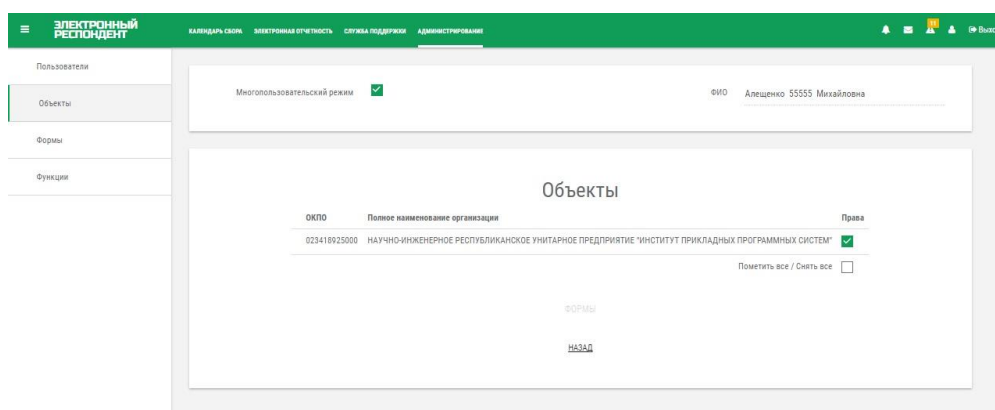 ЭЛЕКТРОННЫЙ
РЕСПОНДЕНТ
КАЛЕНДАРЬ СБОРА ЭЛЕКТРОННАЯ ОТЧЕТНОСТЬ СЛУЖБА ПОДДЕРЖКИ АДМИНИСТРИРОВАНИЕ
11
Выхо
Пользователи
Объекты
Формы
Функции
Многопользовательский режим
ФИО Алещенко 55555 Михайловна
Объекты
ОКПО Полное наименование организации Права
023418925000 НАУЧНО-ИНЖЕНЕРНОЕ РЕСПУБЛИКАНСКОЕ УНИТАРНОЕ ПРЕДПРИЯТИЕ "ИНСТИТУТ ПРИКЛАДНЫХ ПРОГРАММНЫХ СИСТЕМ"
Пометить все / Снять все
ФОРМЫ
НАЗАД